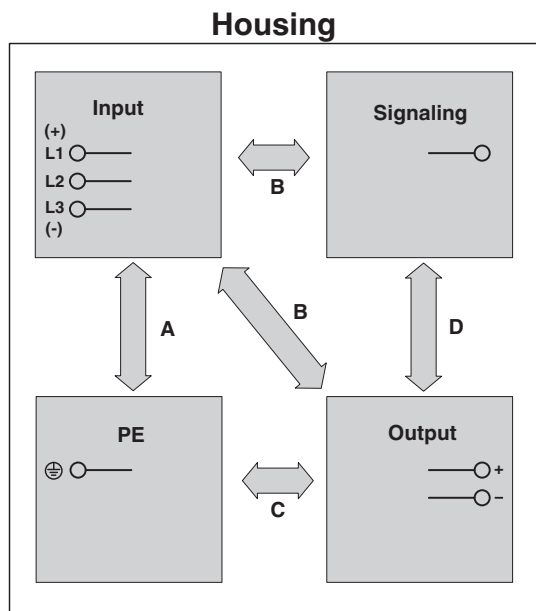 Housing
Input
Signaling
(+)
L1
L2
L3
(-)
B
A
B
D
PE
Output
+
−
C